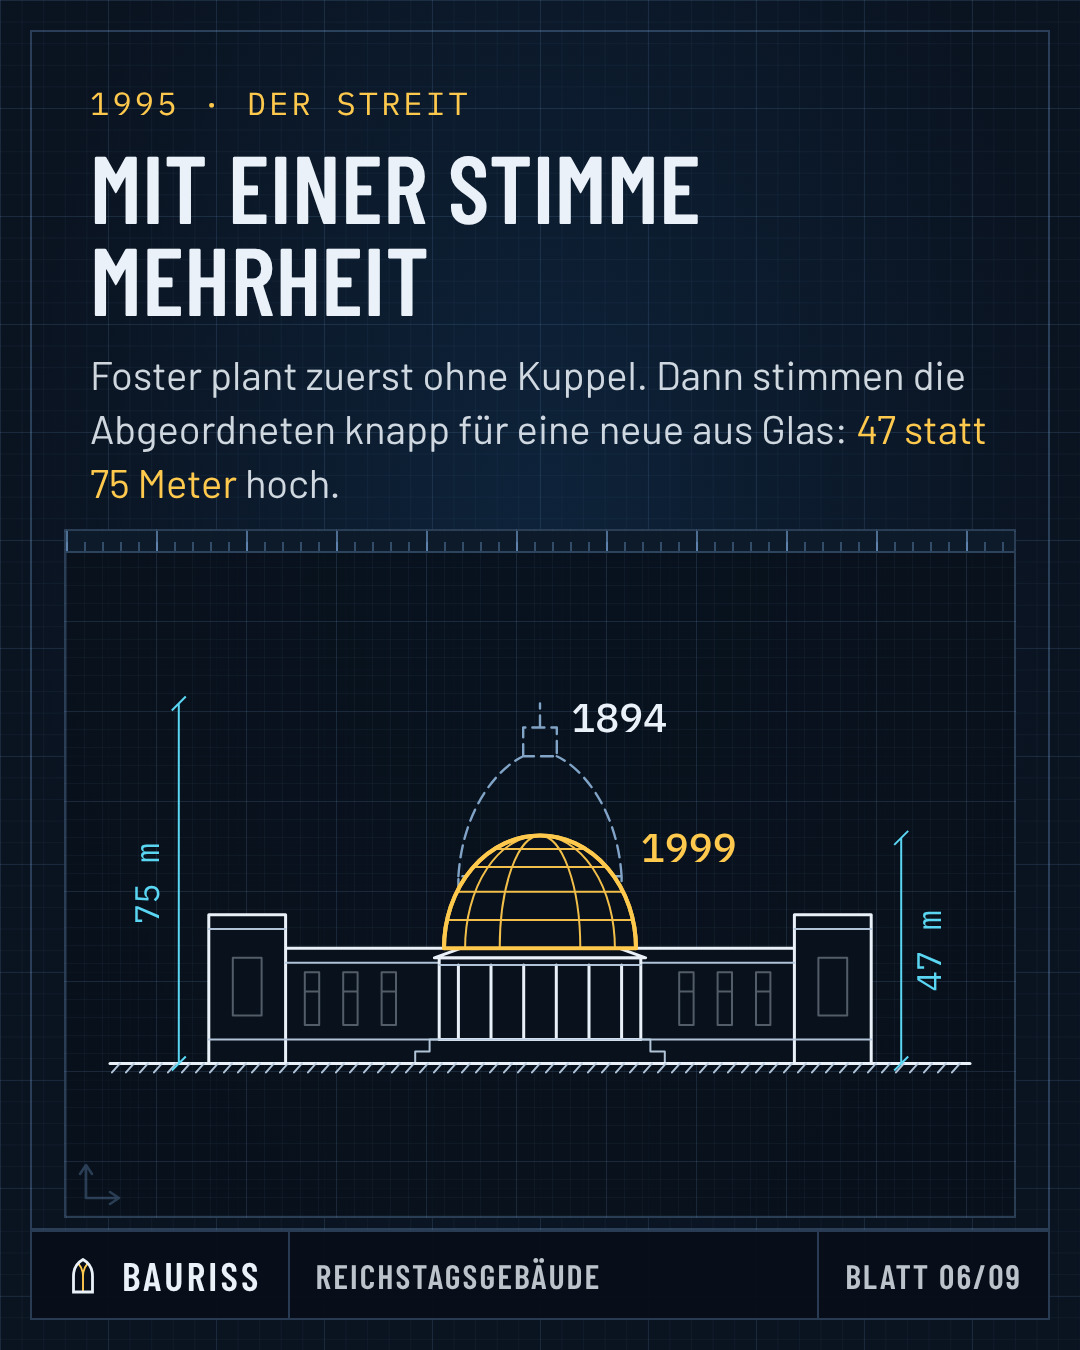 1995 · DER STREIT
MIT EINER STIMME
MEHRHEIT
Foster plant zuerst ohne Kuppel. Dann stimmen die
Abgeordneten knapp für eine neue aus Glas: 47 statt
75 Meter hoch.
1894
1999
75 m
47 m
BAURISS
REICHSTAGSGEBÄUDE
BLATT 06/09